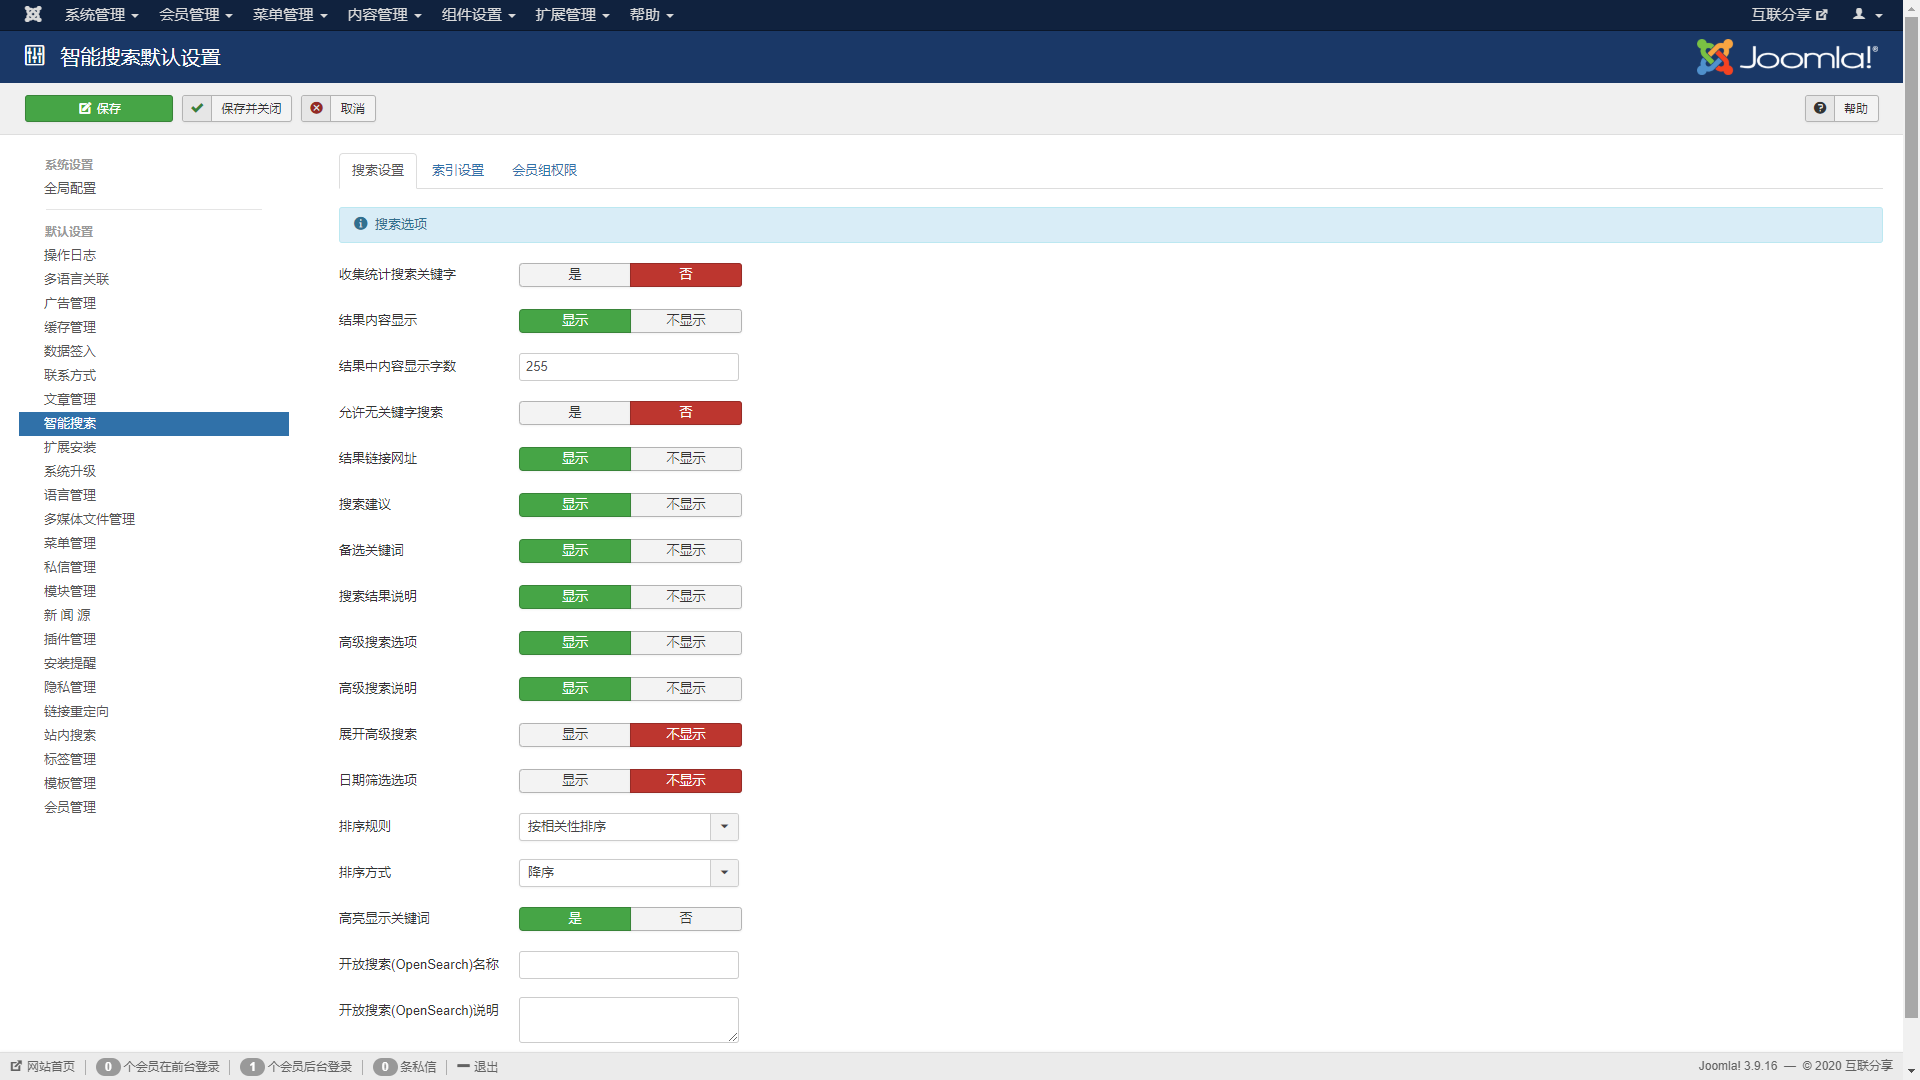 系统管理 会员管理 菜单管理 内容管理 组件设置 扩展管理 帮助 互联分享
智能搜索默认设置 Joomla!®
保存 保存并关闭 取消 帮助
系统设置
全局配置
默认设置
操作日志
多语言关联
广告管理
缓存管理
数据签入
联系方式
文章管理
智能搜索
扩展安装
系统升级
语言管理
多媒体文件管理
菜单管理
私信管理
模块管理
新 闻 源
插件管理
安装提醒
隐私管理
链接重定向
站内搜索
标签管理
模板管理
会员管理
搜索设置 索引设置 会员组权限
搜索选项
收集统计搜索关键字 是 否
结果内容显示 显示 不显示
结果中内容显示字数 255
允许无关键字搜索 是 否
结果链接网址 显示 不显示
搜索建议 显示 不显示
备选关键词 显示 不显示
搜索结果说明 显示 不显示
高级搜索选项 显示 不显示
高级搜索说明 显示 不显示
展开高级搜索 显示 不显示
日期筛选选项 显示 不显示
排序规则 按相关性排序
排序方式 降序
高亮显示关键词 是 否
开放搜索(OpenSearch)名称
开放搜索(OpenSearch)说明
网站首页 0 个会员在前台登录 1 个会员后台登录 0 条私信 退出 Joomla! 3.9.16 — © 2020 互联分享